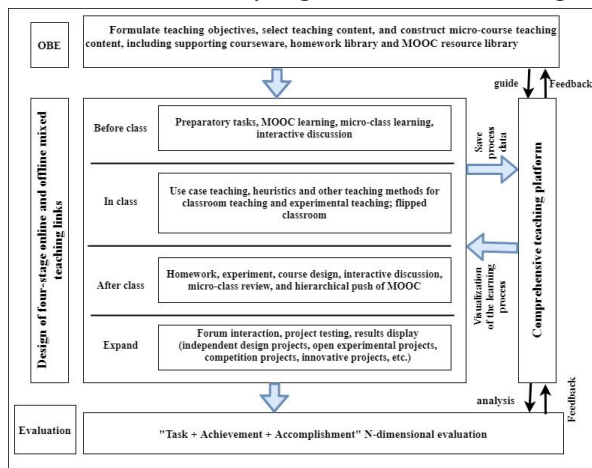 OBE
Formulate teaching objectives, select teaching content, and construct micro-course teaching
content, including supporting courseware, homework library and MOOC resource library
guide
Feedback
Design of four-stage online and offline mixed
teaching links
Before class
Preparatory tasks, MOOC learning, micro-class learning,
interactive discussion
In class
Use case teaching, heuristics and other teaching methods for
classroom teaching and experimental teaching; flipped
classroom
After class
Homework, experiment, course design, interactive discussion,
micro-class review, and hierarchical push of MOOC
Expand
Forum interaction, project testing, results display
(independent design projects, open experimental projects,
competition projects, innovative projects, etc.)
Save
process
data
Visualization
of the learning
process
Comprehensive teaching platform
analysis
Feedback
Evaluation
"Task + Achievement + Accomplishment" N-dimensional evaluation